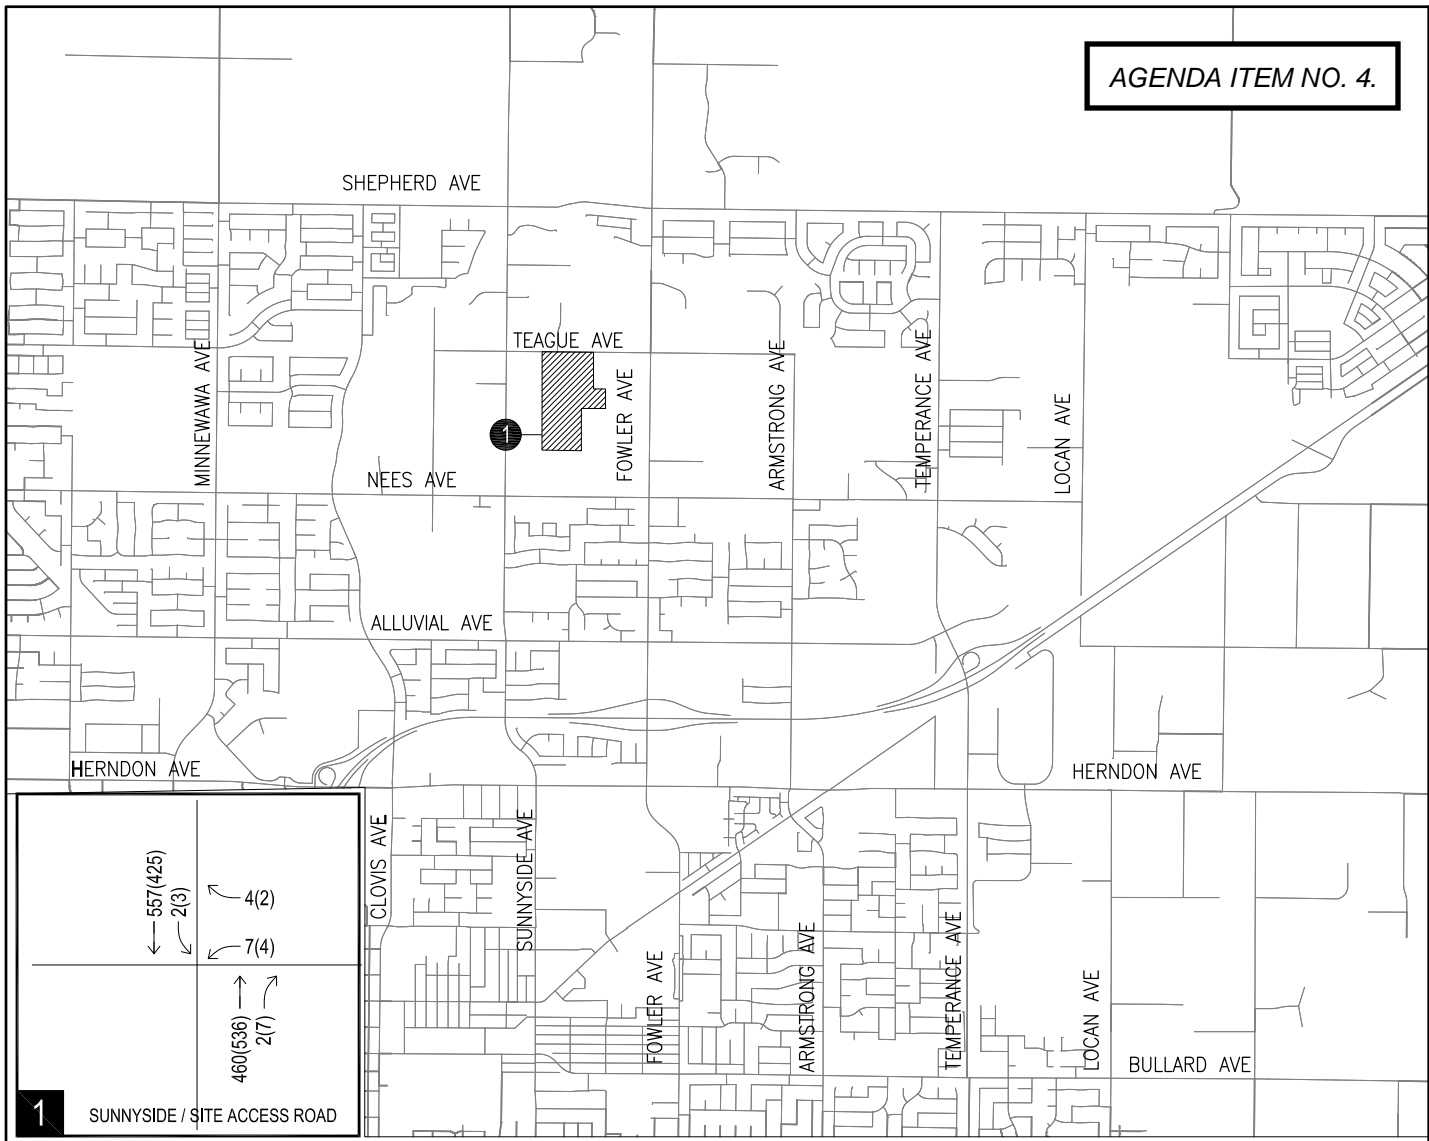 AGENDA ITEM NO. 4.
SHEPHERD AVE
TEAGUE AVE
MINNEWAWA AVE
FOWLER AVE
ARMSTRONG AVE
TEMPERANCE AVE
LOCAN AVE
1
NEES AVE
ALLUVIAL AVE
HERNDON AVE
HERNDON AVE
CLOVIS AVE
SUNNYSIDE AVE
FOWLER AVE
ARMSTRONG AVE
TEMPERANCE AVE
LOCAN AVE
BULLARD AVE
557(425)
2(3)
4(2)
7(4)
460(536)
2(7)
1
SUNNYSIDE / SITE ACCESS ROAD